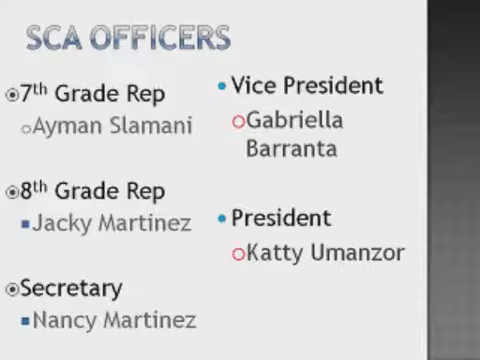 SCA OFFICERS
7th Grade Rep
Ayman Slamani
8th Grade Rep
Jacky Martinez
Secretary
Nancy Martinez
Vice President
Gabriella
Barranta
President
Katty Umanzor